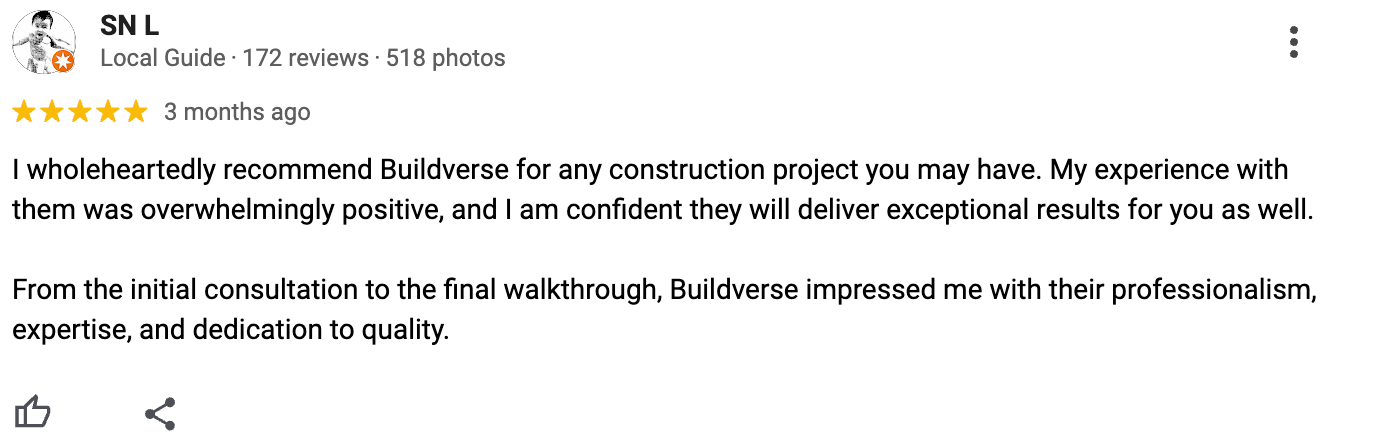 SN L
Local Guide · 172 reviews · 518 photos
3 months ago
I wholeheartedly recommend Buildverse for any construction project you may have. My experience with
them was overwhelmingly positive, and I am confident they will deliver exceptional results for you as well.
From the initial consultation to the final walkthrough, Buildverse impressed me with their professionalism,
expertise, and dedication to quality.